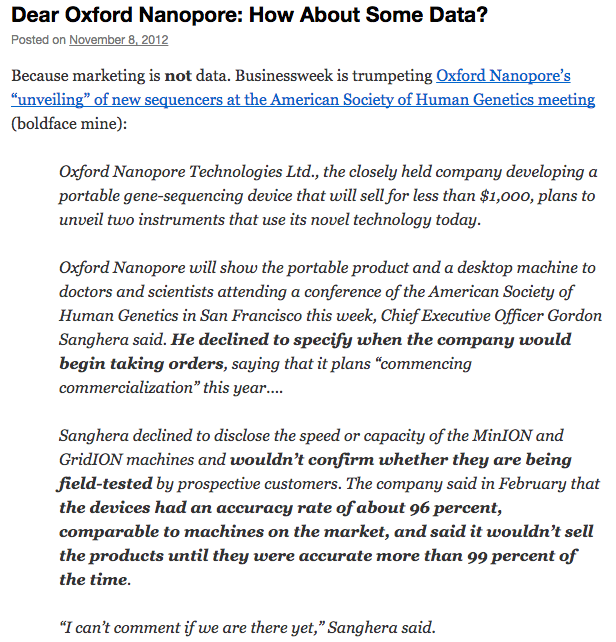 Dear Oxford Nanopore: How About Some Data?
Posted on November 8, 2012
Because marketing is not data. Businessweek is trumpeting Oxford Nanopore’s
“unveiling” of new sequencers at the American Society of Human Genetics meeting
(boldface mine):
Oxford Nanopore Technologies Ltd., the closely held company developing a
portable gene-sequencing device that will sell for less than $1,000, plans to
unveil two instruments that use its novel technology today.
Oxford Nanopore will show the portable product and a desktop machine to
doctors and scientists attending a conference of the American Society of
Human Genetics in San Francisco this week, Chief Executive Officer Gordon
Sanghera said. He declined to specify when the company would
begin taking orders, saying that it plans “commencing
commercialization” this year….
Sanghera declined to disclose the speed or capacity of the MinION and
GridION machines and wouldn’t confirm whether they are being
field-tested by prospective customers. The company said in February that
the devices had an accuracy rate of about 96 percent,
comparable to machines on the market, and said it wouldn’t sell
the products until they were accurate more than 99 percent of
the time.
“I can’t comment if we are there yet,” Sanghera said.